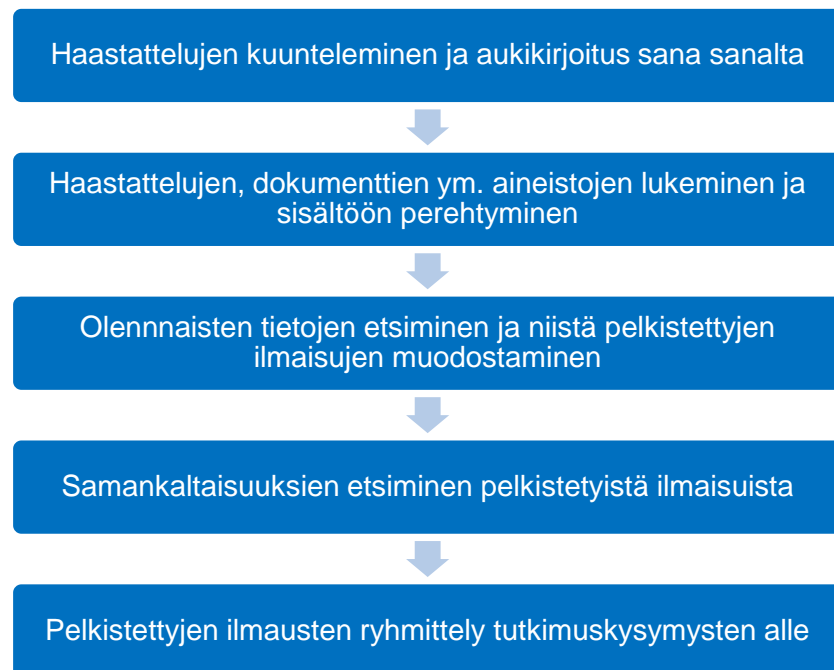 Haastattelujen kuunteleminen ja aukikirjoitus sana sanalta
Haastattelujen, dokumenttien ym. aineistojen lukeminen ja
sisältöön perehtyminen
Olennnaisten tietojen etsiminen ja niistä pelkistettyjen
ilmaisujen muodostaminen
Samankaltaisuuksien etsiminen pelkistetyistä ilmaisuista
Pelkistettyjen ilmausten ryhmittely tutkimuskysymysten alle